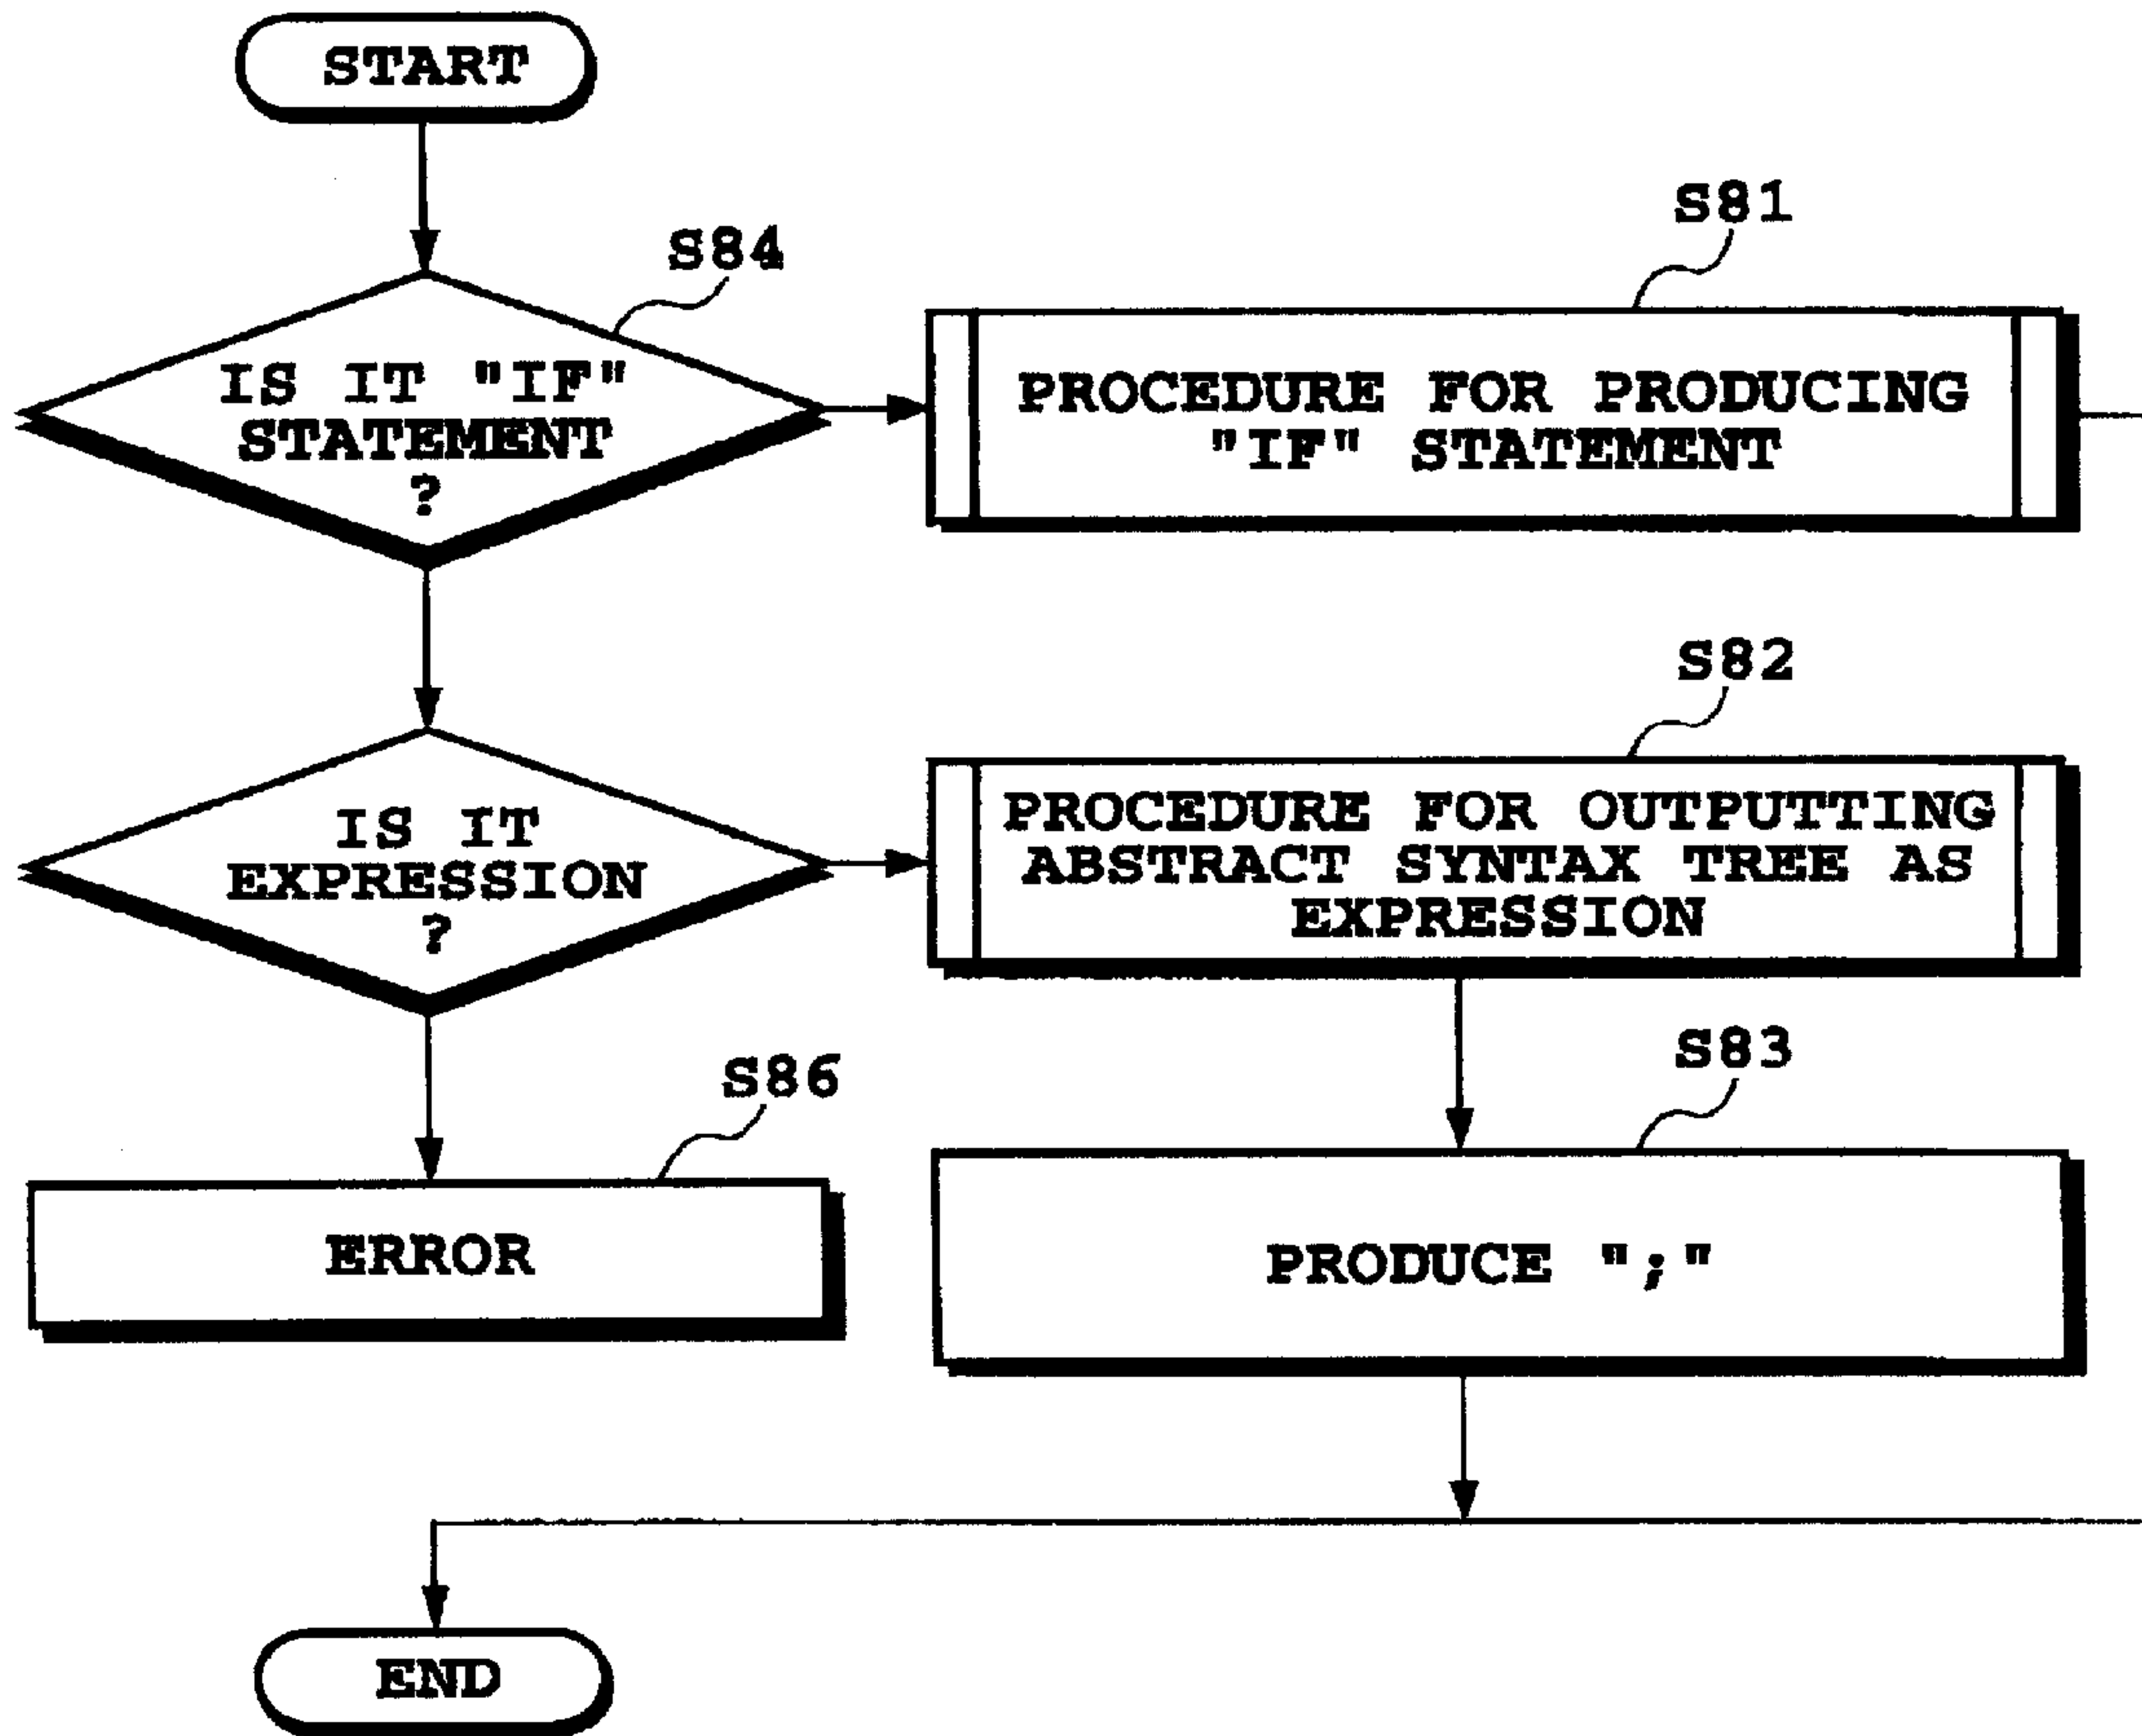 START
S84
IS IT "IF"
STATEMENT
?
S81
PROCEDURE FOR PRODUCING
"IF" STATEMENT
IS IT
EXPRESSION
?
S82
PROCEDURE FOR OUTPUTTING
ABSTRACT SYNTAX TREE AS
EXPRESSION
S86
ERROR
S83
PRODUCE ";"
END